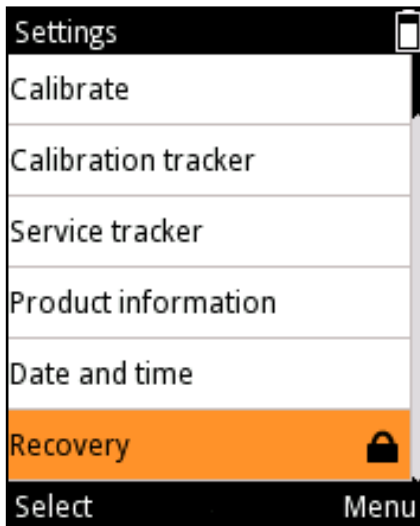 Settings
Calibrate
Calibration tracker
Service tracker
Product information
Date and time
Recovery
Select Menu